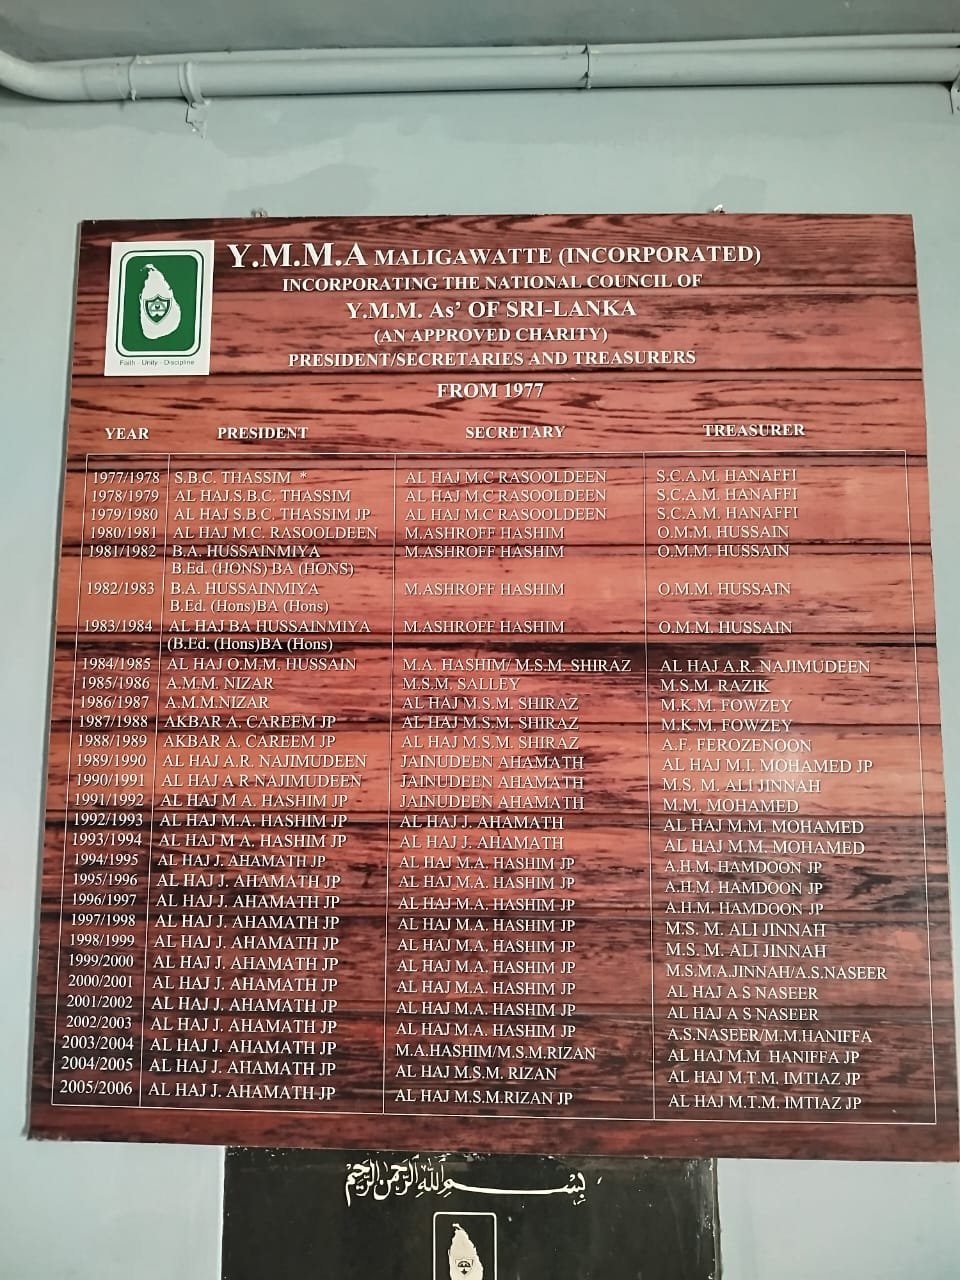 Y.M.M.A MALIGAWATTE (INCORPORATED)
INCORPORATING THE NATIONAL COUNCIL OF
Y.M.M. As' OF SRI-LANKA
(AN APPROVED CHARITY)
PRESIDENT/SECRETARIES AND TREASURERS
FROM 1977
Faith - Unity - Discipline
YEAR PRESIDENT SECRETARY TREASURER
1977/1978 S.B.C. THASSIM * AL HAJ M.C RASOOLDEEN S.C.A.M. HANAFFI
1978/1979 AL HAJ.S.B.C. THASSIM AL HAJ M.C RASOOLDEEN S.C.A.M. HANAFFI
1979/1980 AL HAJ S.B.C. THASSIM JP AL HAJ M.C RASOOLDEEN S.C.A.M. HANAFFI
1980/1981 AL HAJ M.C. RASOOLDEEN M.ASHROFF HASHIM O.M.M. HUSSAIN
1981/1982 B.A. HUSSAINMIYA M.ASHROFF HASHIM O.M.M. HUSSAIN
B.Ed. (HONS) BA (HONS)
1982/1983 B.A. HUSSAINMIYA M.ASHROFF HASHIM O.M.M. HUSSAIN
B.Ed. (Hons)BA (Hons)
1983/1984 AL HAJ BA HUSSAINMIYA M.ASHROFF HASHIM O.M.M. HUSSAIN
(B.Ed. (Hons)BA (Hons)
1984/1985 AL HAJ O.M.M. HUSSAIN M.A. HASHIM/ M.S.M. SHIRAZ AL HAJ A.R. NAJIMUDEEN
1985/1986 A.M.M. NIZAR M.S.M. SALLEY M.S.M. RAZIK
1986/1987 A.M.M.NIZAR AL HAJ M.S.M. SHIRAZ M.K.M. FOWZEY
1987/1988 AKBAR A. CAREEM JP AL HAJ M.S.M. SHIRAZ M.K.M. FOWZEY
1988/1989 AKBAR A. CAREEM JP AL HAJ M.S.M. SHIRAZ A.F. FEROZENOON
1989/1990 AL HAJ A.R. NAJIMUDEEN JAINUDEEN AHAMATH AL HAJ M.I. MOHAMED JP
1990/1991 AL HAJ A R NAJIMUDEEN JAINUDEEN AHAMATH M.S. M. ALI JINNAH
1991/1992 AL HAJ M A. HASHIM JP JAINUDEEN AHAMATH M.M. MOHAMED
1992/1993 AL HAJ M.A. HASHIM JP AL HAJ J. AHAMATH AL HAJ M.M. MOHAMED
1993/1994 AL HAJ M A. HASHIM JP AL HAJ J. AHAMATH AL HAJ M.M. MOHAMED
1994/1995 AL HAJ J. AHAMATH JP AL HAJ M.A. HASHIM JP A.H.M. HAMDOON JP
1995/1996 AL HAJ J. AHAMATH JP AL HAJ M.A. HASHIM JP A.H.M. HAMDOON JP
1996/1997 AL HAJ J. AHAMATH JP AL HAJ M.A. HASHIM JP A.H.M. HAMDOON JP
1997/1998 AL HAJ J. AHAMATH JP AL HAJ M.A. HASHIM JP M.S. M. ALI JINNAH
1998/1999 AL HAJ J. AHAMATH JP AL HAJ M.A. HASHIM JP M.S. M. ALI JINNAH
1999/2000 AL HAJ J. AHAMATH JP AL HAJ M.A. HASHIM JP M.S.M.A.JINNAH/A.S.NASEER
2000/2001 AL HAJ J. AHAMATH JP AL HAJ M.A. HASHIM JP AL HAJ A S NASEER
2001/2002 AL HAJ J. AHAMATH JP AL HAJ M.A. HASHIM JP AL HAJ A S NASEER
2002/2003 AL HAJ J. AHAMATH JP AL HAJ M.A. HASHIM JP A.S.NASEER/M.M.HANIFFA
2003/2004 AL HAJ J. AHAMATH JP M.A.HASHIM/M.S.M.RIZAN AL HAJ M.M HANIFFA JP
2004/2005 AL HAJ J. AHAMATH JP AL HAJ M.S.M. RIZAN AL HAJ M.T.M. IMTIAZ JP
2005/2006 AL HAJ J. AHAMATH JP AL HAJ M.S.M.RIZAN JP AL HAJ M.T.M. IMTIAZ JP
بِسْمِ ٱللَّهِ ٱلرَّحْمَٰنِ ٱلرَّحِيمِ